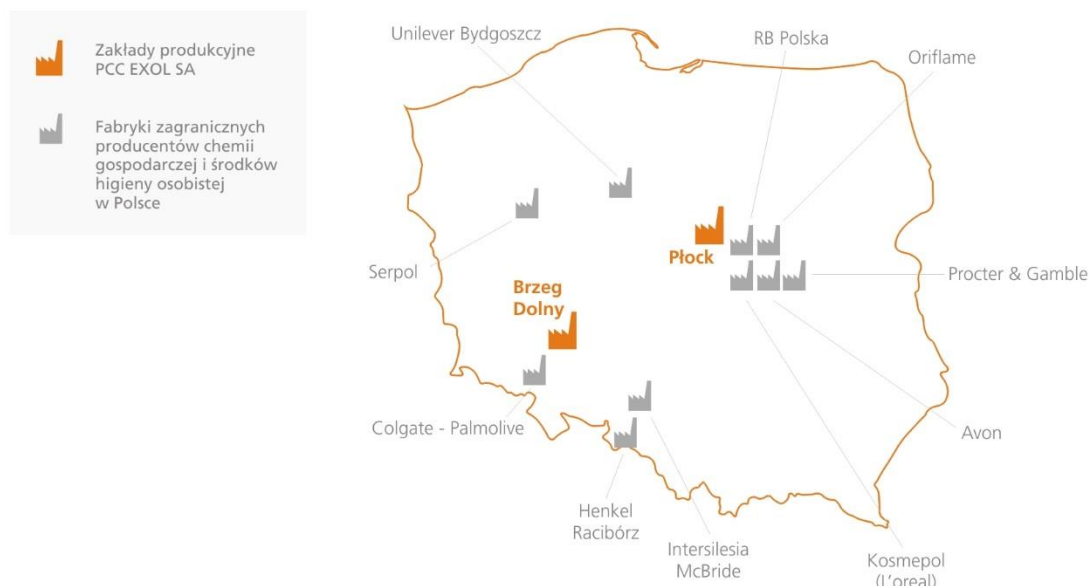 Zakłady produkcyjne
PCC EXOL SA
Fabryki zagranicznych
producentów chemii
gospodarczej i środków
higieny osobistej
w Polsce
Unilever Bydgoszcz
RB Polska
Oriflame
Serpol
Płock
Procter & Gamble
Brzeg
Dolny
Colgate - Palmolive
Avon
Henkel
Racibórz
Intersilesia
McBride
Kosmepol
(L'oreal)